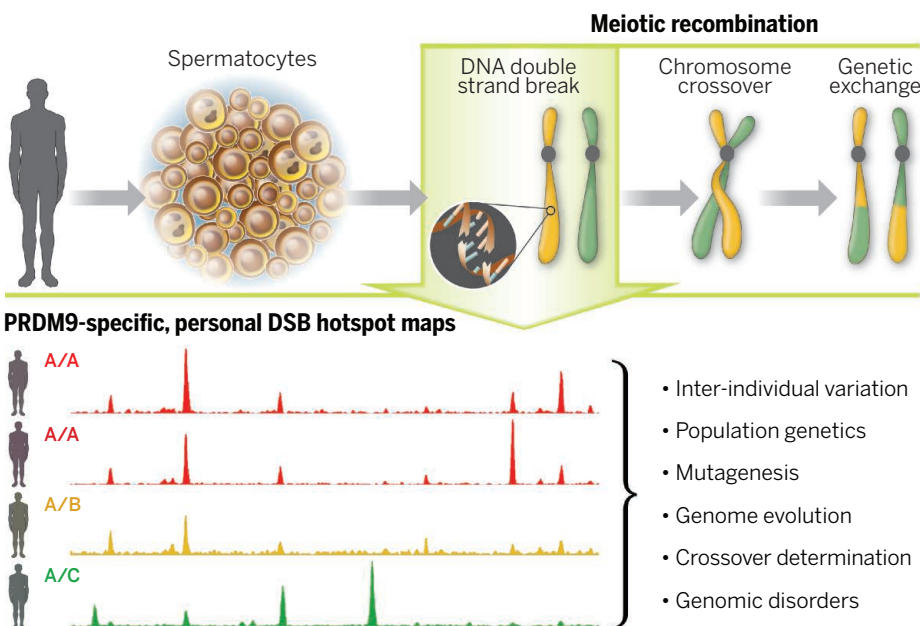 Meiotic recombination
Spermatocytes
DNA double
strand break
Chromosome
crossover
Genetic
exchange
PRDM9-specific, personal DSB hotspot maps
A/A
A/A
A/B
A/C
• Inter-individual variation
• Population genetics
• Mutagenesis
• Genome evolution
• Crossover determination
• Genomic disorders